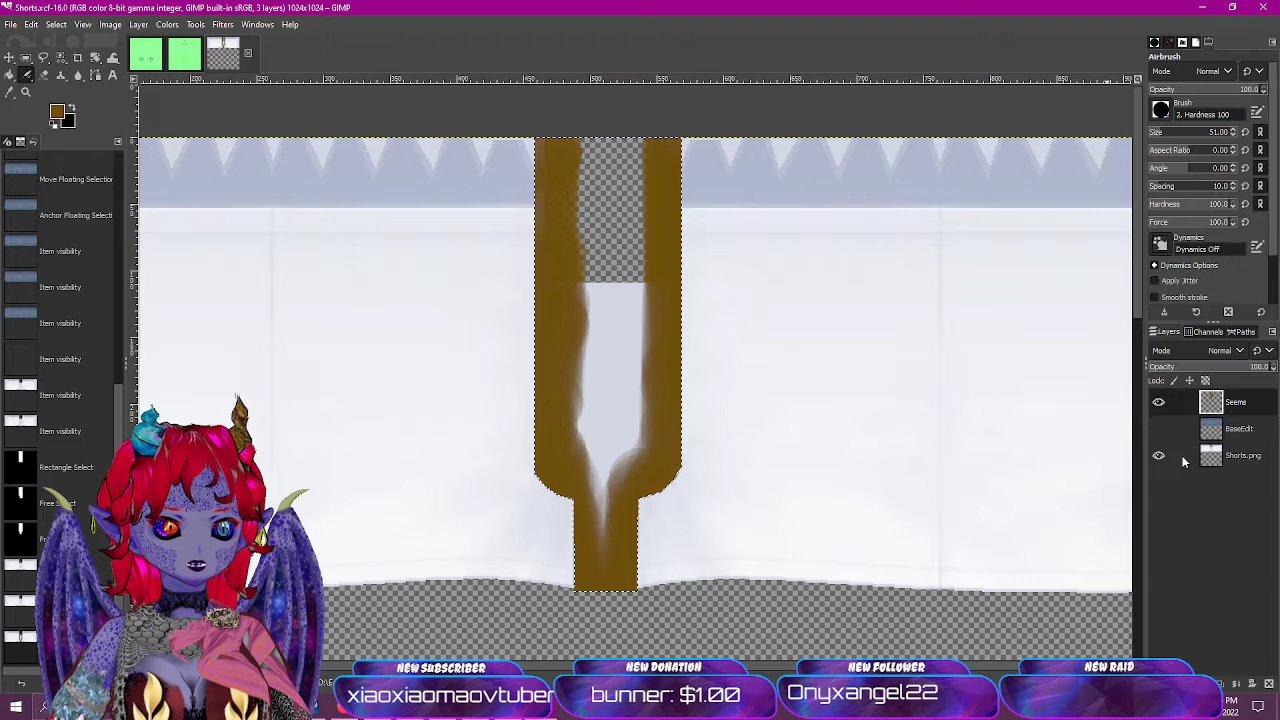 Shorts.xcf-16.0 (RGB color 8-bit gamma integer, GIMP built-in sRGB, 3 layers) 1024x1024 – GIMP
File Edit Select View Image Layer Colors Tools Filters Windows Help
Airbrush
Mode Normal
Opacity 100.0
Brush
2. Hardness 100
Size 51.00
Aspect Ratio 0.00
Angle 0.00
Spacing 10.0
Hardness 100.0
Force 100.0
Dynamics
Dynamics Off
Dynamics Options
Apply Jitter
Smooth stroke
Layers Channels Paths
Mode Normal
Opacity 100.0
Lock:
Seems
BaseEdit
Shorts.png
Move Floating Selection
Anchor Floating Selecti
Item visibility
Item visibility
Item visibility
Item visibility
Item visibility
Item visibility
Rectangle Select
Free Select
NEW SUBSCRIBER
xiaoxiaomaovtuber
NEW DONATION
bunner: $1.00
NEW FOLLOWER
Onyxangel22
NEW RAID
PM